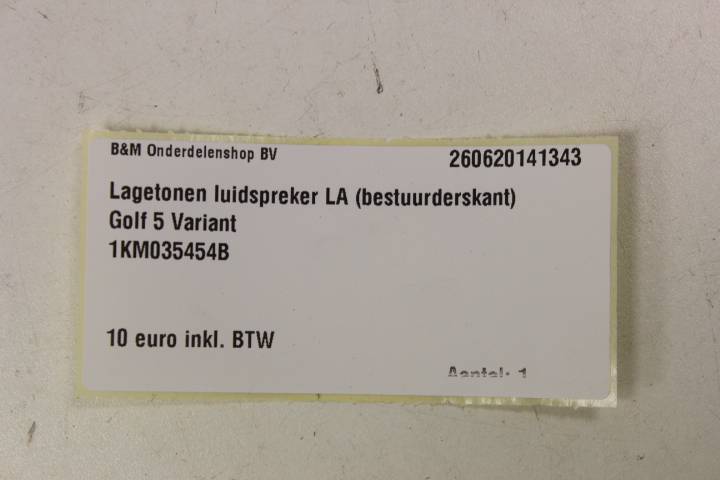 B&M Onderdelenshop BV 260620141343
Lagetonen luidspreker LA (bestuurderskant)
Golf 5 Variant
1KM035454B
10 euro inkl. BTW
Aantal: 1